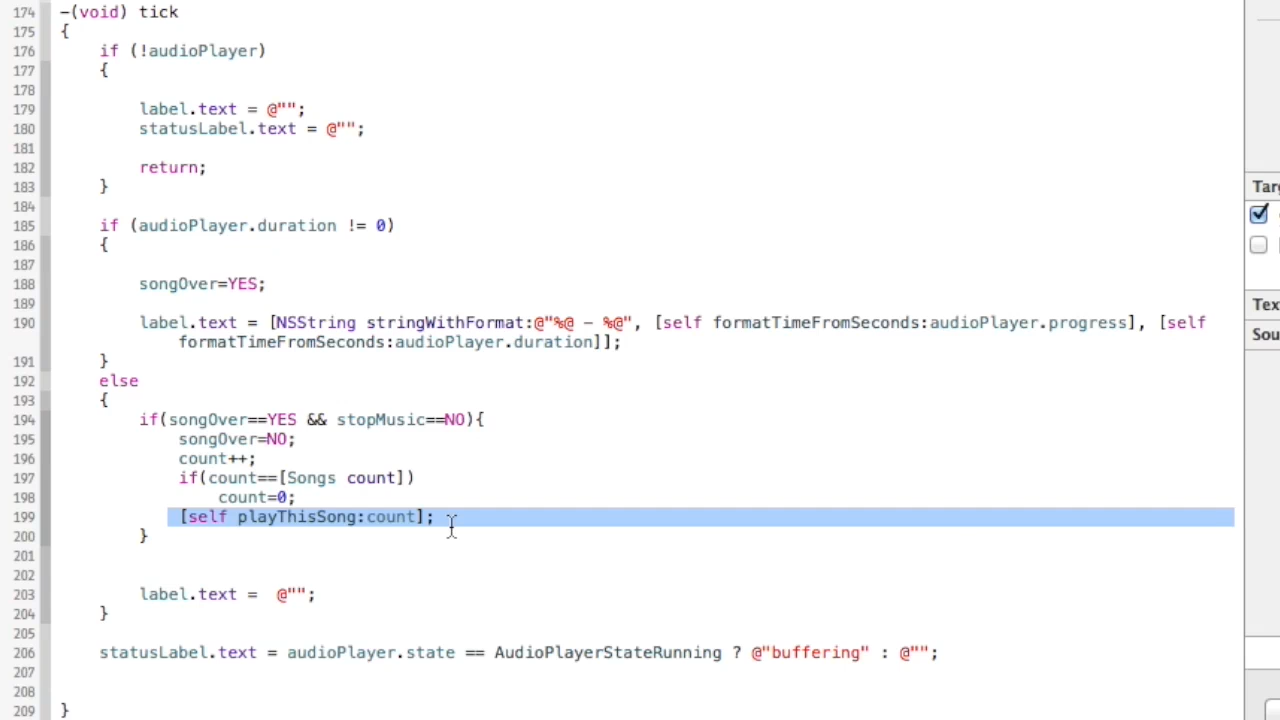 174 -(void) tick
175 {
176 if (!audioPlayer)
177 {
178
179 label.text = @"";
180 statusLabel.text = @"";
181
182 return;
183 }
184
185 if (audioPlayer.duration != 0)
186 {
187
188 songOver=YES;
189
190 label.text = [NSString stringWithFormat:@"%@ - %@", [self formatTimeFromSeconds:audioPlayer.progress], [self
formatTimeFromSeconds:audioPlayer.duration]];
191 }
192 else
193 {
194 if(songOver==YES && stopMusic==NO){
195 songOver=NO;
196 count++;
197 if(count==[Songs count])
198 count=0;
199 [self playThisSong:count];
200 }
201
202
203 label.text =  @"";
204 }
205
206 statusLabel.text = audioPlayer.state == AudioPlayerStateRunning ? @"buffering" : @"";
207
208
209 }
Targ
Tex
Sou